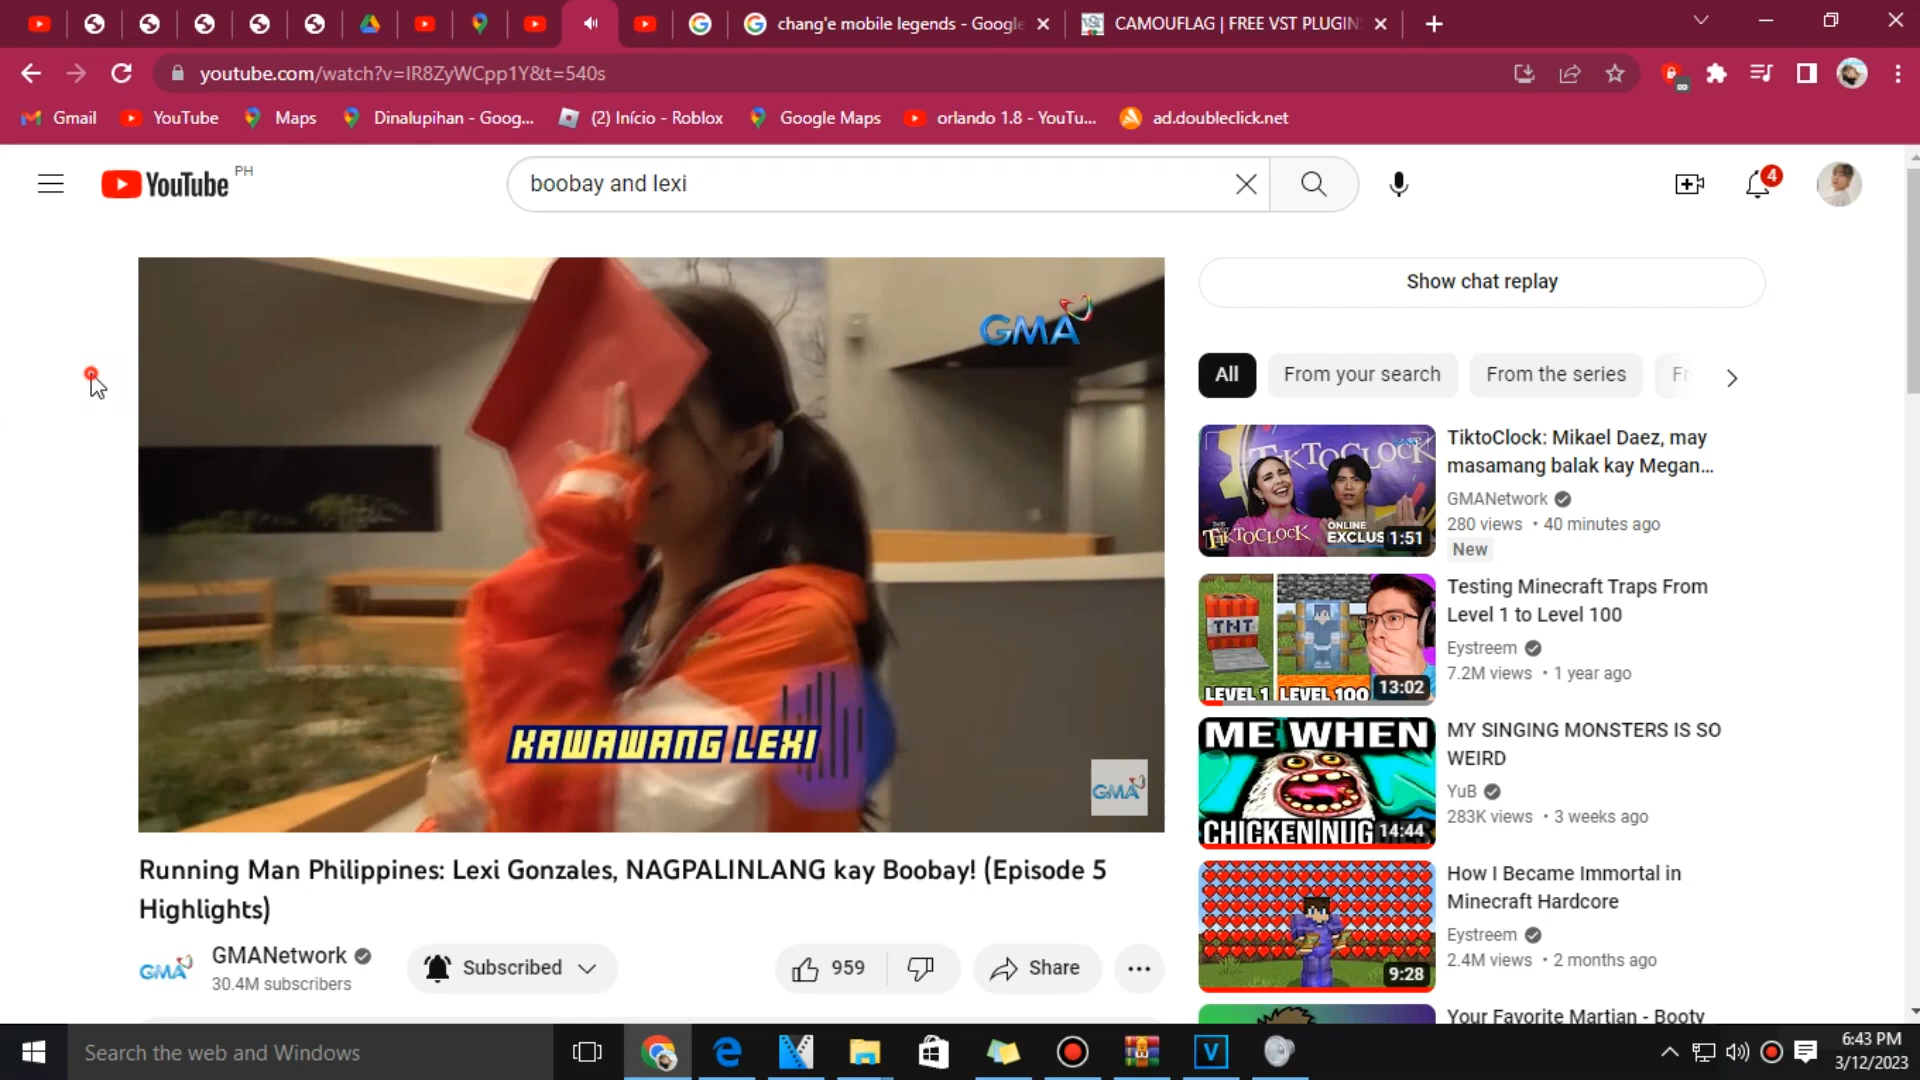 chang'e mobile legends - Google
CAMOUFLAG | FREE VST PLUGIN
youtube.com/watch?v=IR8ZyWCpp1Y&t=540s
Gmail
YouTube
Maps
Dinalupihan - Goog...
(2) Início - Roblox
Google Maps
orlando 1.8 - YouTu...
ad.doubleclick.net
YouTube PH
boobay and lexi
4
GMA
KAWAWANG LEXI
GMA
Running Man Philippines: Lexi Gonzales, NAGPALINLANG kay Boobay! (Episode 5
Highlights)
GMA
GMANetwork
30.4M subscribers
Subscribed
959
Share
Show chat replay
All
From your search
From the series
Fr
TIKTOCLOCK
TIKTOCLOCK
ONLINE
EXCLUS
1:51
TiktoClock: Mikael Daez, may
masamang balak kay Megan...
GMANetwork
280 views • 40 minutes ago
New
TNT
LEVEL 1 LEVEL 100
13:02
Testing Minecraft Traps From
Level 1 to Level 100
Eystreem
7.2M views • 1 year ago
ME WHEN
CHICKENINUG
14:44
MY SINGING MONSTERS IS SO
WEIRD
YuB
283K views • 3 weeks ago
9:28
How I Became Immortal in
Minecraft Hardcore
Eystreem
2.4M views • 2 months ago
Your Favorite Martian - Booty
Search the web and Windows
6:43 PM
3/12/2023